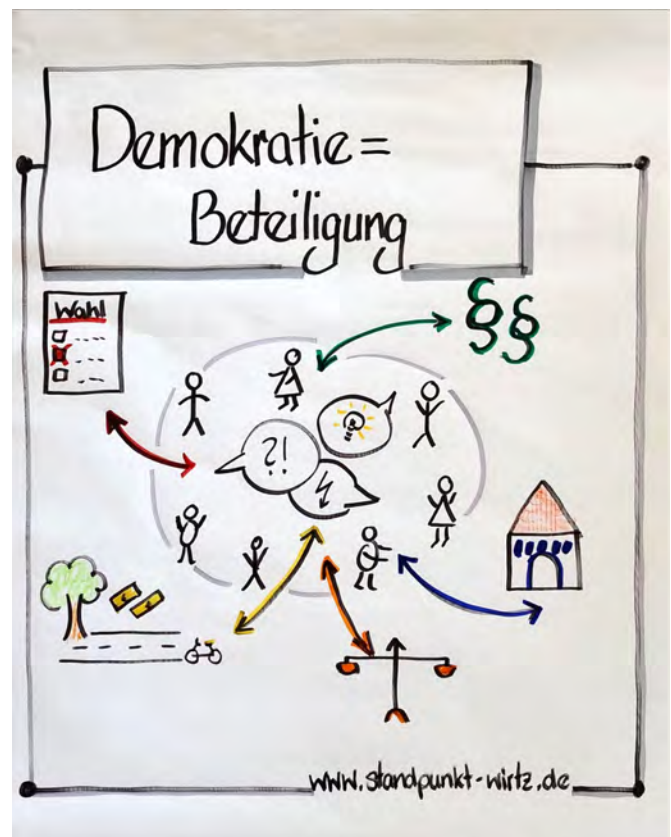 Demokratie =
Beteiligung
Wahl
§§
?!
www.standpunkt-wirtz.de